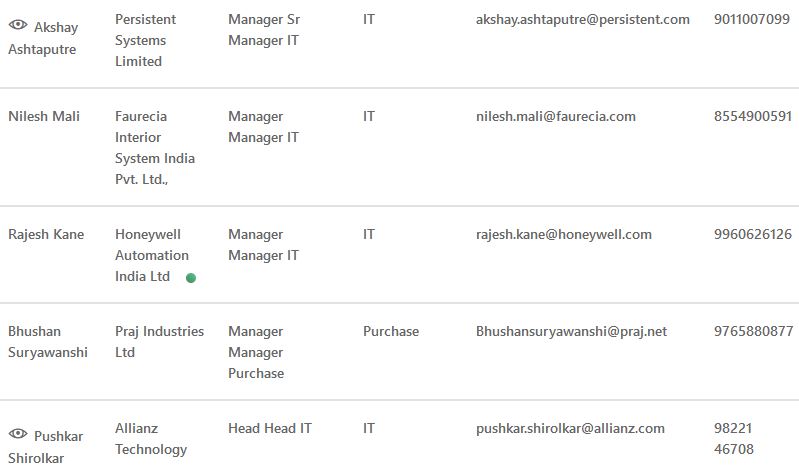 Akshay Ashtaputre
Persistent Systems Limited
Manager Sr Manager IT
IT
akshay.ashtaputre@persistent.com
9011007099
Nilesh Mali
Faurecia Interior System India Pvt. Ltd.,
Manager Manager IT
IT
nilesh.mali@faurecia.com
8554900591
Rajesh Kane
Honeywell Automation India Ltd
Manager Manager IT
IT
rajesh.kane@honeywell.com
9960626126
Bhushan Suryawanshi
Praj Industries Ltd
Manager Manager Purchase
Purchase
Bhushansuryawanshi@praj.net
9765880877
Pushkar Shirolkar
Allianz Technology
Head Head IT
IT
pushkar.shirolkar@allianz.com
98221 46708